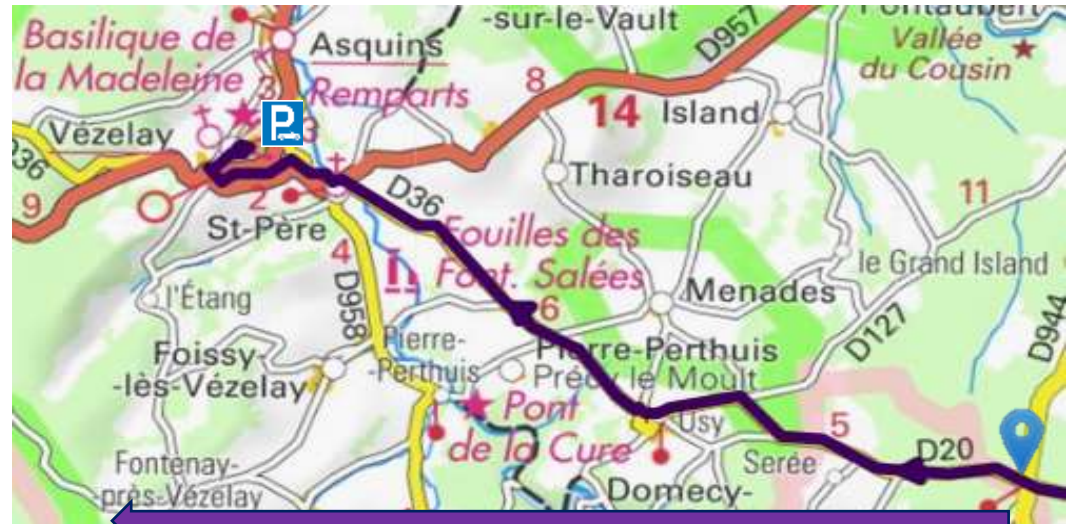 Basilique de
la Madeleine
Asquins
-sur-le-Vault
D957
Vallée
du Cousin
3
Remparts
8
14
Island
P
3
Vézelay
D36
Tharoiseau
11
9
2
D36
St-Père
4
Fouilles des
Font. Salées
le Grand Island
l'Étang
D958
6
Menades
D127
D944
Foissy-
-lès-Vézelay
Pierre-
-Perthuis
Pierre-Perthuis
Précy le Moult
Pont
de la Cure
Usy
5
D20
Serée
Fontenay-
-près-Vézelay
Domecy-